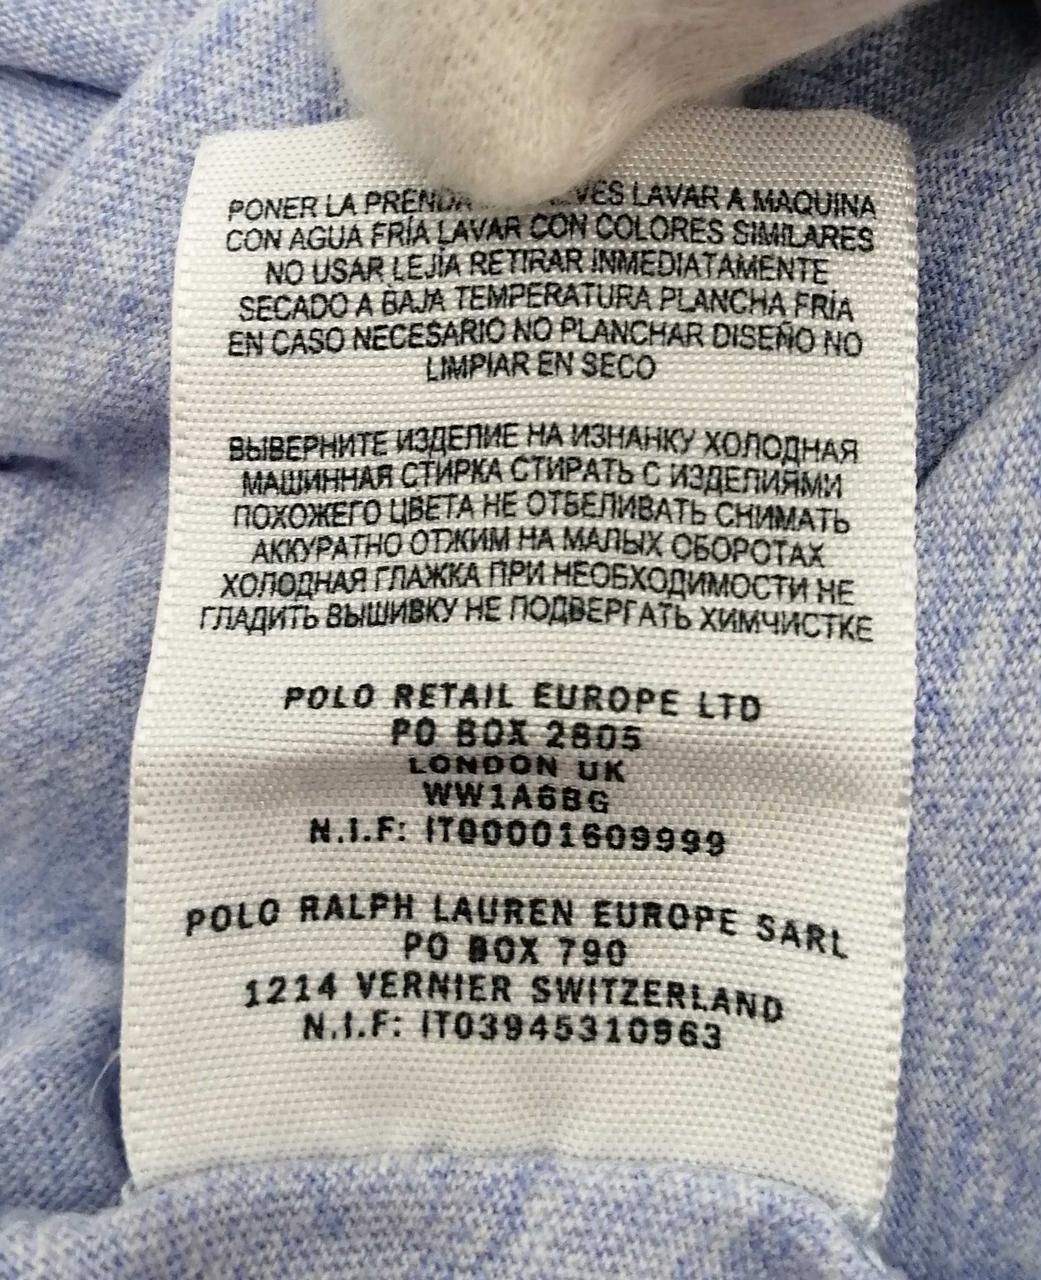 PONER LA PRENDA VES LAVAR A MAQUINA
CON AGUA FRÍA LAVAR CON COLORES SIMILARES
NO USAR LEJÍA RETIRAR INMEDIATAMENTE
SECADO A BAJA TEMPERATURA PLANCHA FRÍA
EN CASO NECESARIO NO PLANCHAR DISEÑO NO
LIMPIAR EN SECO
ВЫВЕРНИТЕ ИЗДЕЛИЕ НА ИЗНАНКУ ХОЛОДНАЯ
МАШИННАЯ СТИРКА СТИРАТЬ С ИЗДЕЛИЯМИ
ПОХОЖЕГО ЦВЕТА НЕ ОТБЕЛИВАТЬ СНИМАТЬ
АККУРАТНО ОТЖИМ НА МАЛЫХ ОБОРОТАХ
ХОЛОДНАЯ ГЛАЖКА ПРИ НЕОБХОДИМОСТИ НЕ
ГЛАДИТЬ ВЫШИВКУ НЕ ПОДВЕРГАТЬ ХИМЧИСТКЕ
POLO RETAIL EUROPE LTD
PO BOX 2805
LONDON UK
WW1A6BG
N.I.F: IT00001609999
POLO RALPH LAUREN EUROPE SARL
PO BOX 790
1214 VERNIER SWITZERLAND
N.I.F: IT03945310963